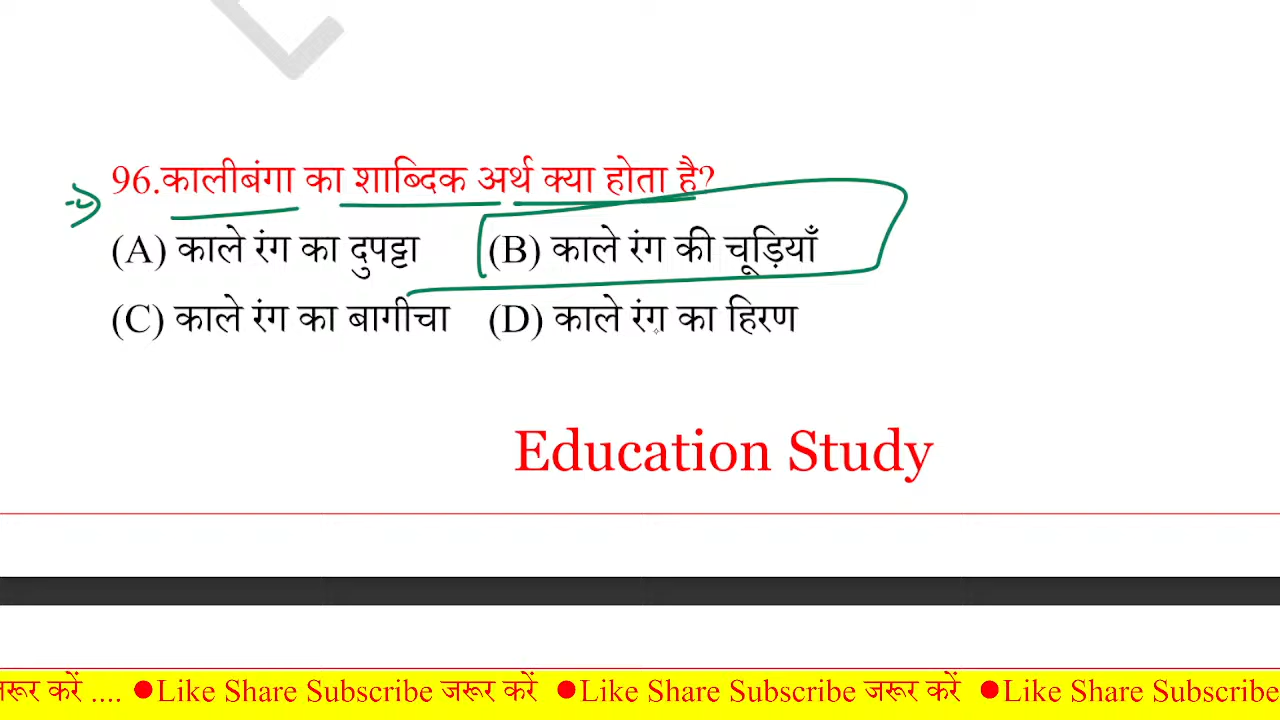 96.कालीबंगा का शाब्दिक अर्थ क्या होता है?
(A) काले रंग का दुपट्टा (B) काले रंग की चूड़ियाँ
(C) काले रंग का बागीचा (D) काले रंग का हिरण
Education Study
जरूर करें .... ●Like Share Subscribe जरूर करें ●Like Share Subscribe जरूर करें ●Like Share Subscribe